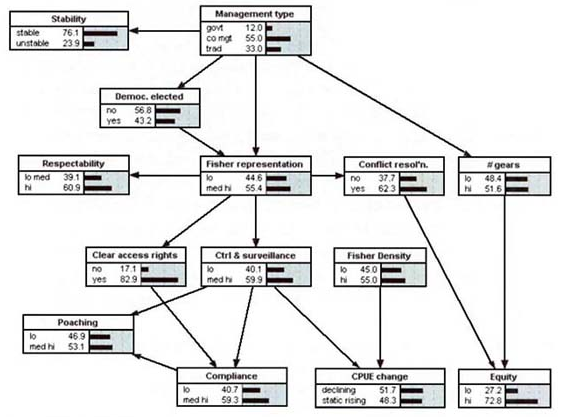 Stability
stable 76.1
unstable 23.9
Management type
govt 12.0
co mgt 55.0
trad 33.0
Democ. elected
no 56.8
yes 43.2
Respectability
lo med 39.1
hi 60.9
Fisher representation
lo 44.6
med hi 55.4
Conflict resol'n.
no 37.7
yes 62.3
# gears
lo 48.4
hi 51.6
Clear access rights
no 17.1
yes 82.9
Ctrl & surveillance
lo 40.1
med hi 59.9
Fisher Density
lo 45.0
hi 55.0
Poaching
lo 46.9
med hi 53.1
Compliance
lo 40.7
med hi 59.3
CPUE change
declining 51.7
static rising 48.3
Equity
lo 27.2
hi 72.8